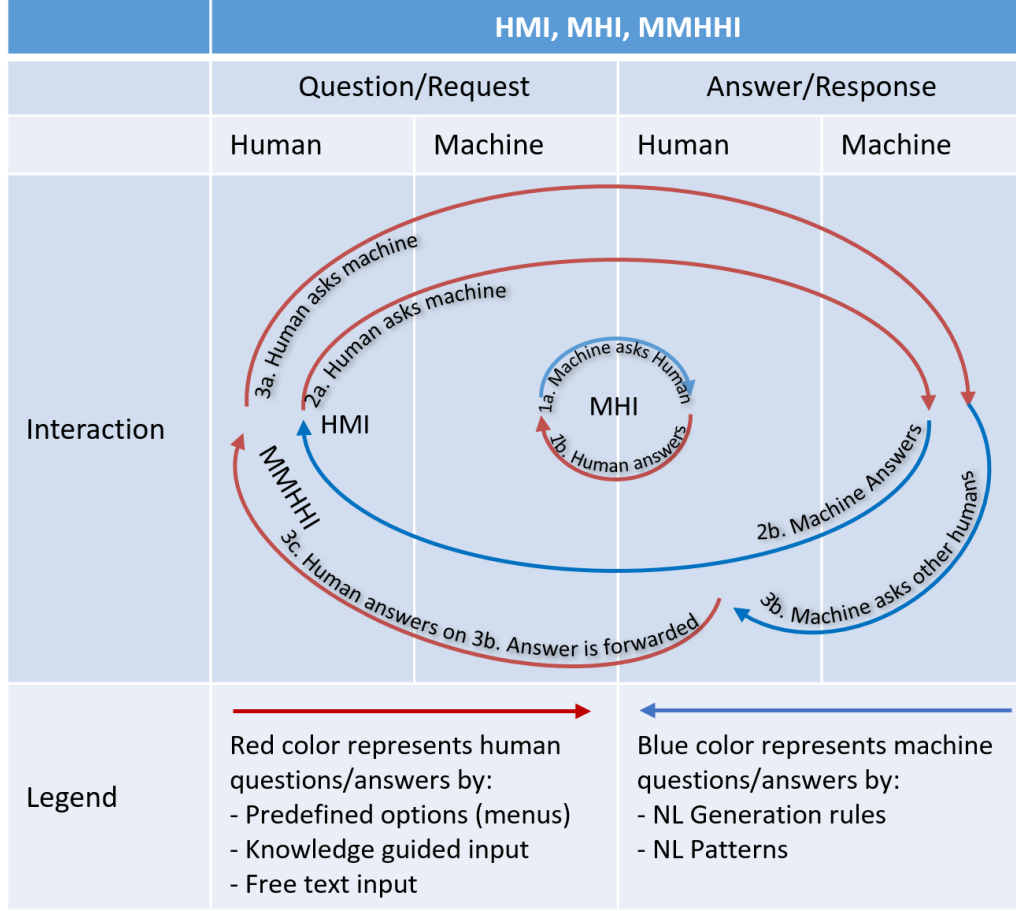 HMI, MHI, MMHHI
Question/Request
Answer/Response
Human
Machine
Human
Machine
Interaction
3a. Human asks machine
2a. Human asks machine
1a. Machine asks Human
MHI
1b. Human answers
HMI
MMHHI
2b. Machine Answers
3b. Machine asks other humans
3c. Human answers on 3b. Answer is forwarded
Legend
Red color represents human
questions/answers by:
- Predefined options (menus)
- Knowledge guided input
- Free text input
Blue color represents machine
questions/answers by:
- NL Generation rules
- NL Patterns